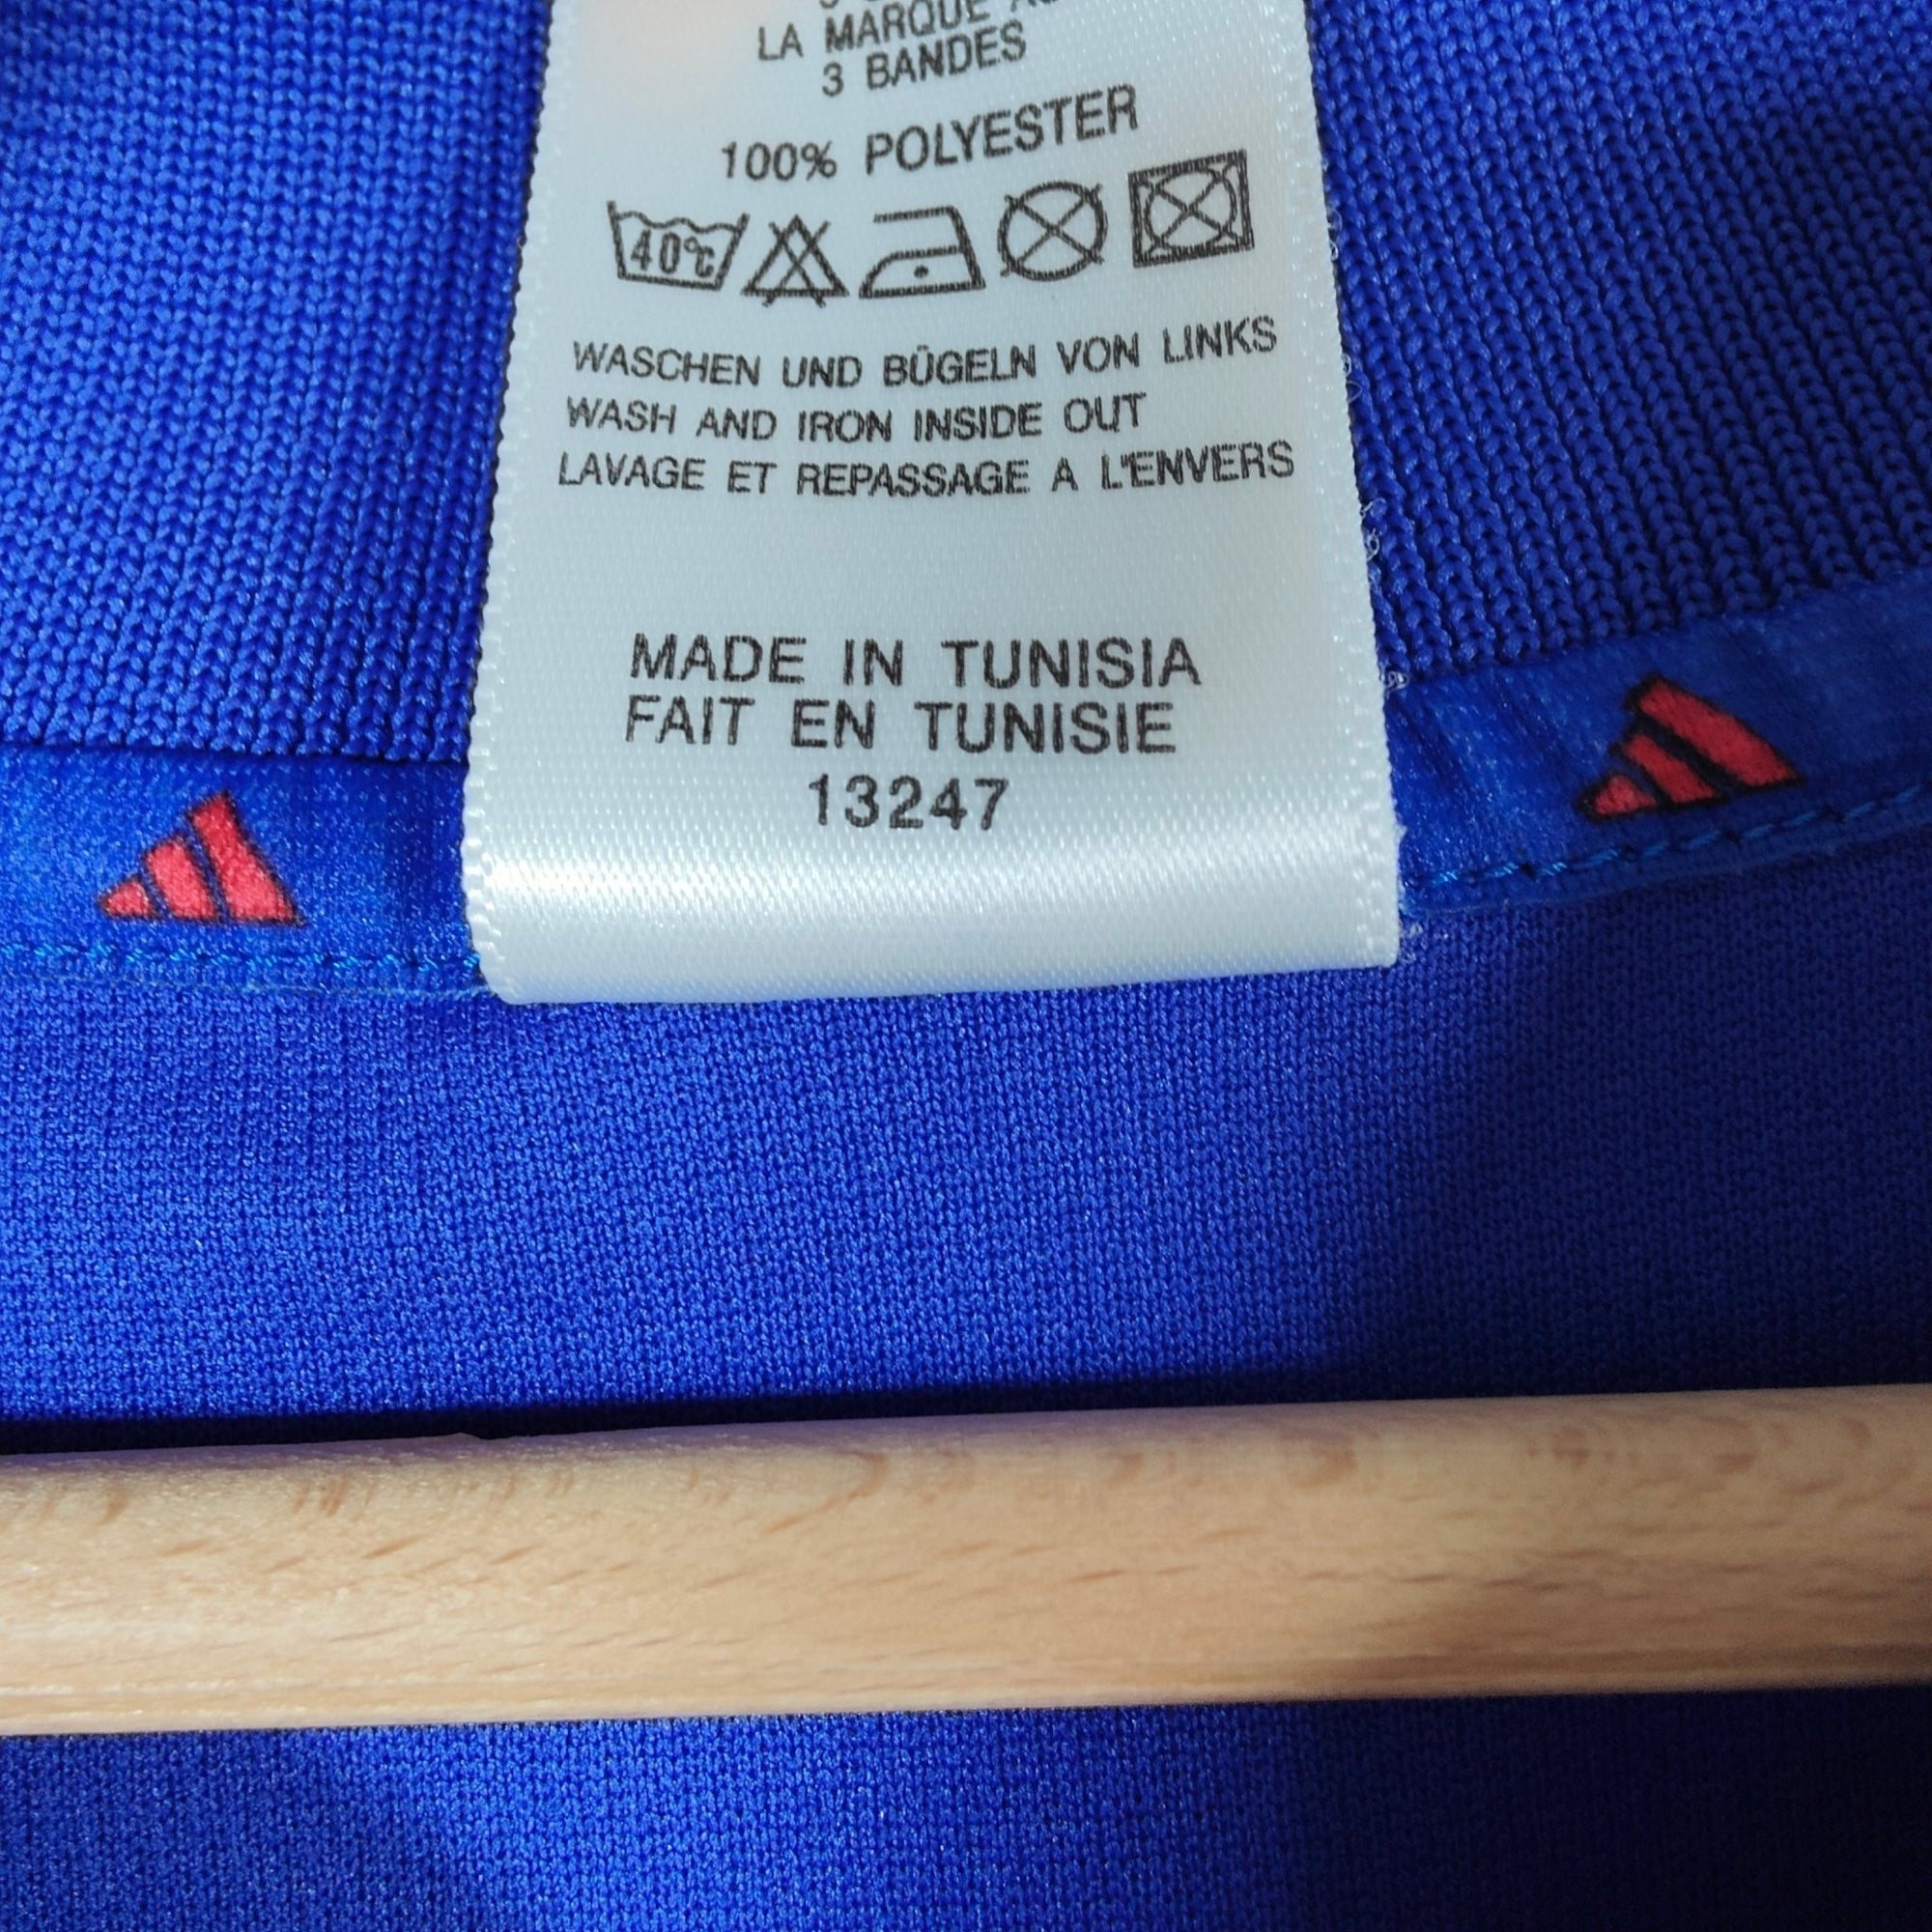 LA MARQUE
3 BANDES
100% POLYESTER
40°C
WASCHEN UND BÜGELN VON LINKS
WASH AND IRON INSIDE OUT
LAVAGE ET REPASSAGE A L'ENVERS
MADE IN TUNISIA
FAIT EN TUNISIE
13247